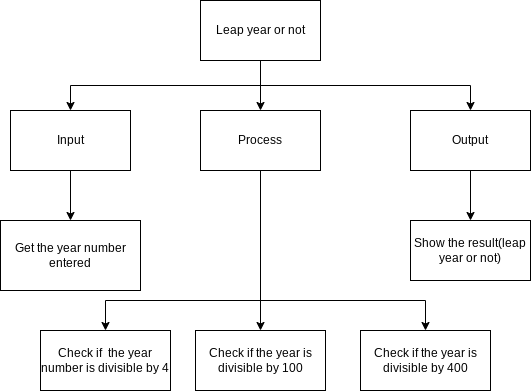 Leap year or not
Input
Process
Output
Get the year number
entered
Show the result(leap
year or not)
Check if  the year
number is divisible by 4
Check if the year is
divisible by 100
Check if the year is
divisible by 400